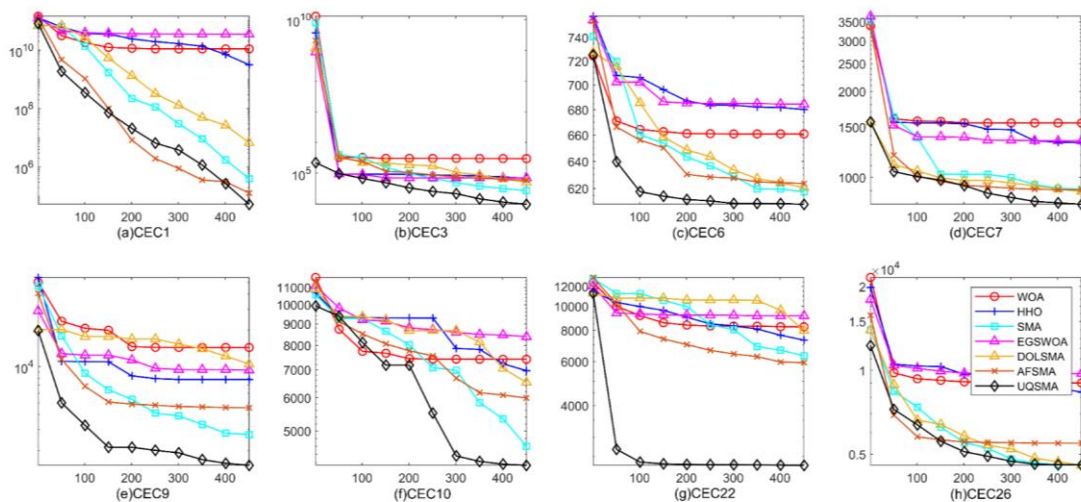 10^10
10^8
10^6
100 200 300 400
(a)CEC1
10^10
10^5
100 200 300 400
(b)CEC3
740
720
700
680
660
640
620
100 200 300 400
(c)CEC6
3500
3000
2500
2000
1500
1000
100 200 300 400
(d)CEC7
10^4
100 200 300 400
(e)CEC9
11000
10000
9000
8000
7000
6000
5000
100 200 300 400
(f)CEC10
12000
10000
8000
6000
4000
100 200 300 400
(g)CEC22
× 10^4
2
1.5
1
0.5
100 200 300 400
(h)CEC26
WOA
HHO
SMA
EGSWOA
DOLSMA
AFSMA
UQSMA